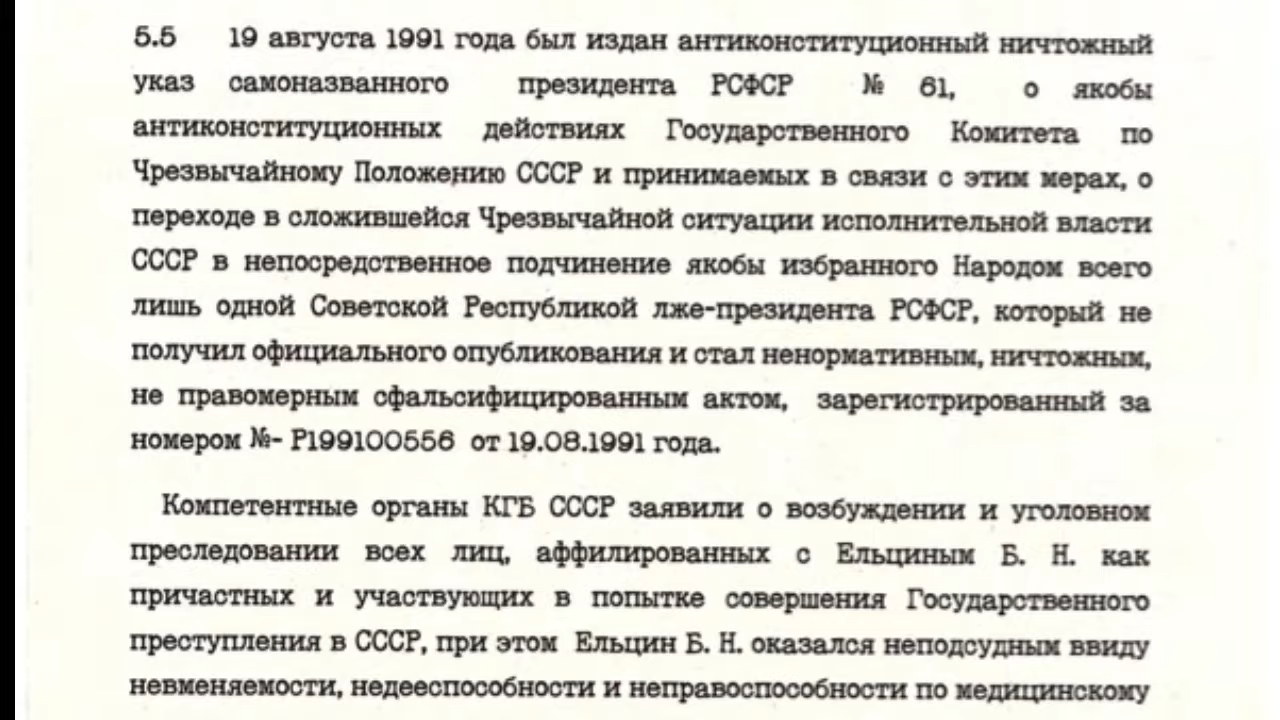 5.5 19 августа 1991 года был издан антиконституционный ничтожный
указ самоназванного президента РСФСР № 61, о якобы
антиконституционных действиях Государственного Комитета по
Чрезвычайному Положению СССР и принимаемых в связи с этим мерах, о
переходе в сложившейся Чрезвычайной ситуации исполнительной власти
СССР в непосредственное подчинение якобы избранного Народом всего
лишь одной Советской Республикой лже-президента РСФСР, который не
получил официального опубликования и стал ненормативным, ничтожным,
не правомерным сфальсифицированным актом, зарегистрированный за
номером №- Р199100556 от 19.08.1991 года.
Компетентные органы КГБ СССР заявили о возбуждении и уголовном
преследовании всех лиц, аффилированных с Ельциным Б. Н. как
причастных и участвующих в попытке совершения Государственного
преступления в СССР, при этом Ельцин Б. Н. оказался неподсудным ввиду
невменяемости, недееспособности и неправоспособности по медицинскому